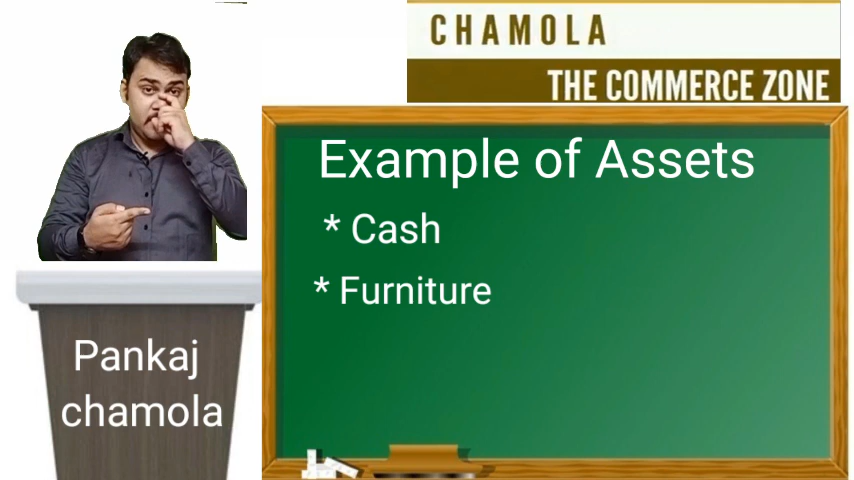 CHAMOLA
THE COMMERCE ZONE
Example of Assets
* Cash
* Furniture
Pankaj
chamola